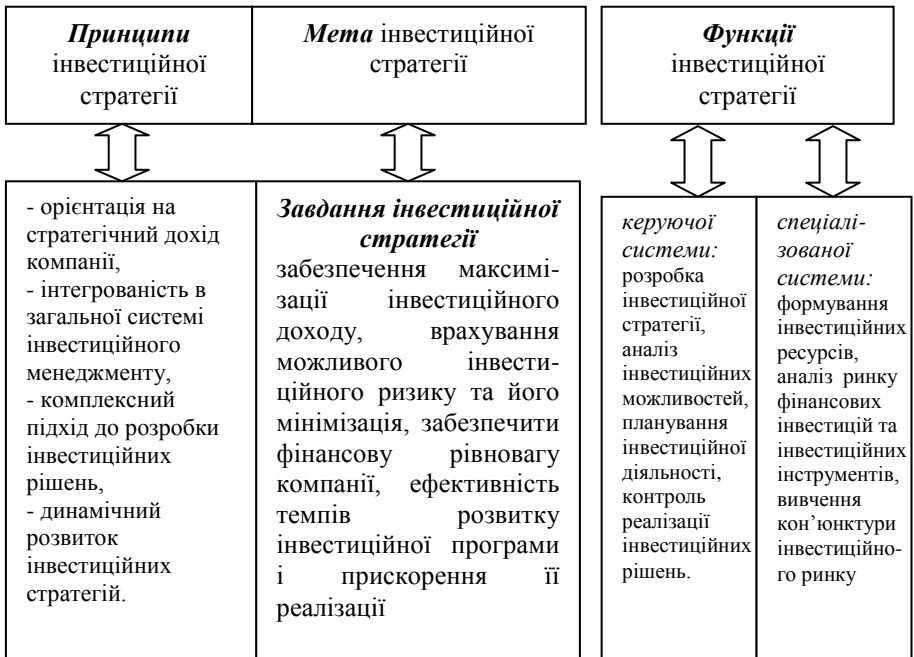 Принципи
інвестиційної
стратегії
Мета інвестиційної
стратегії
Функції
інвестиційної
стратегії
- орієнтація на
стратегічний дохід
компанії,
- інтегрованість в
загальної системі
інвестиційного
менеджменту,
- комплексний
підхід до розробки
інвестиційних
рішень,
- динамічний
розвиток
інвестиційних
стратегій.
Завдання інвестиційної
стратегії
забезпечення максимі-
зації інвестиційного
доходу, врахування
можливого інвести-
ційного ризику та його
мінімізація, забезпечити
фінансову рівновагу
компанії, ефективність
темпів розвитку
інвестиційної програми
і прискорення її
реалізації
керуючої
системи:
розробка
інвестиційної
стратегії,
аналіз
інвестиційних
можливостей,
планування
інвестиційної
діяльності,
контроль
реалізації
інвестиційних
рішень.
спеціалі-
зованої
системи:
формування
інвестиційних
ресурсів,
аналіз ринку
фінансових
інвестицій та
інвестиційних
інструментів,
вивчення
кон’юнктури
інвестиційно-
го ринку